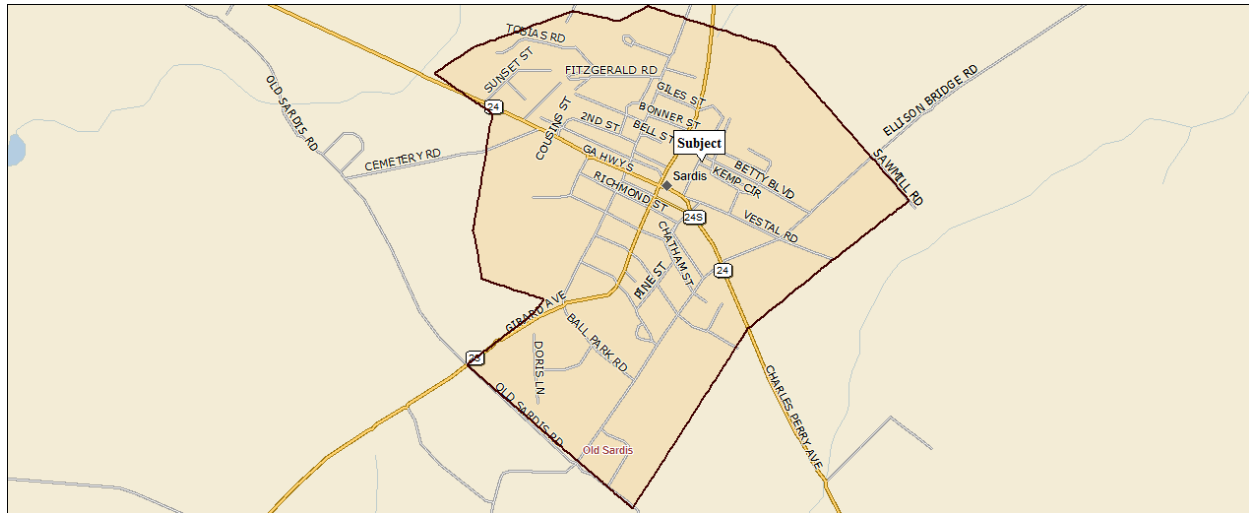 TOBIAS RD
SUNSET ST
FITZGERALD RD
OLD SARDIS RD
24
GILES ST
ELLISON BRIDGE RD
BONNER ST
2ND ST
BELL ST
COUSINS ST
Subject
CEMETERY RD
GA HWY S
BETTY BLVD
SAWMILL RD
KEMP CIR
Sardis
RICHMOND ST
24S
VESTAL RD
CHATHAM ST
24
PINE ST
GIRARD AVE
BALL PARK RD
DORIS LN
23
OLD SARDIS RD
CHARLES PERRY AVE
Old Sardis